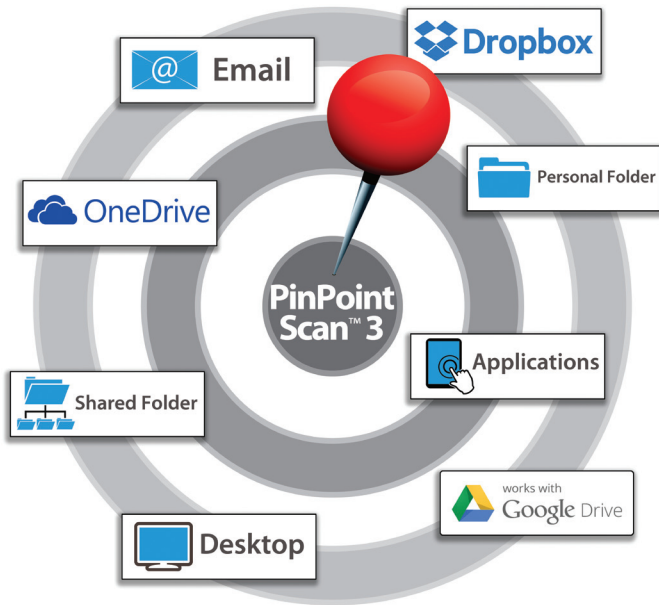 Dropbox
@ Email
Personal Folder
OneDrive
PinPoint
Scan™ 3
Applications
Shared Folder
works with
Google Drive
Desktop